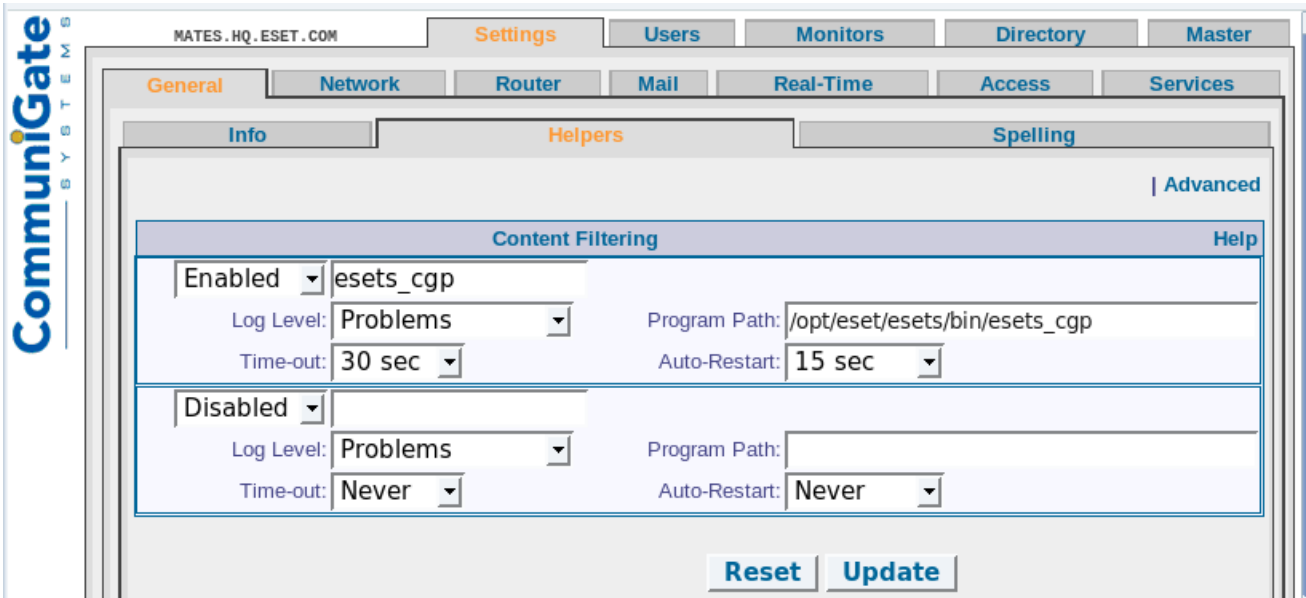 CommuniGate
SYSTEMS
MATES.HQ.ESET.COM Settings Users Monitors Directory Master
General Network Router Mail Real-Time Access Services
Info Helpers Spelling
| Advanced
Content Filtering Help
Enabled esets_cgp
Log Level: Problems Program Path: /opt/eset/esets/bin/esets_cgp
Time-out: 30 sec Auto-Restart: 15 sec
Disabled
Log Level: Problems Program Path:
Time-out: Never Auto-Restart: Never
Reset Update